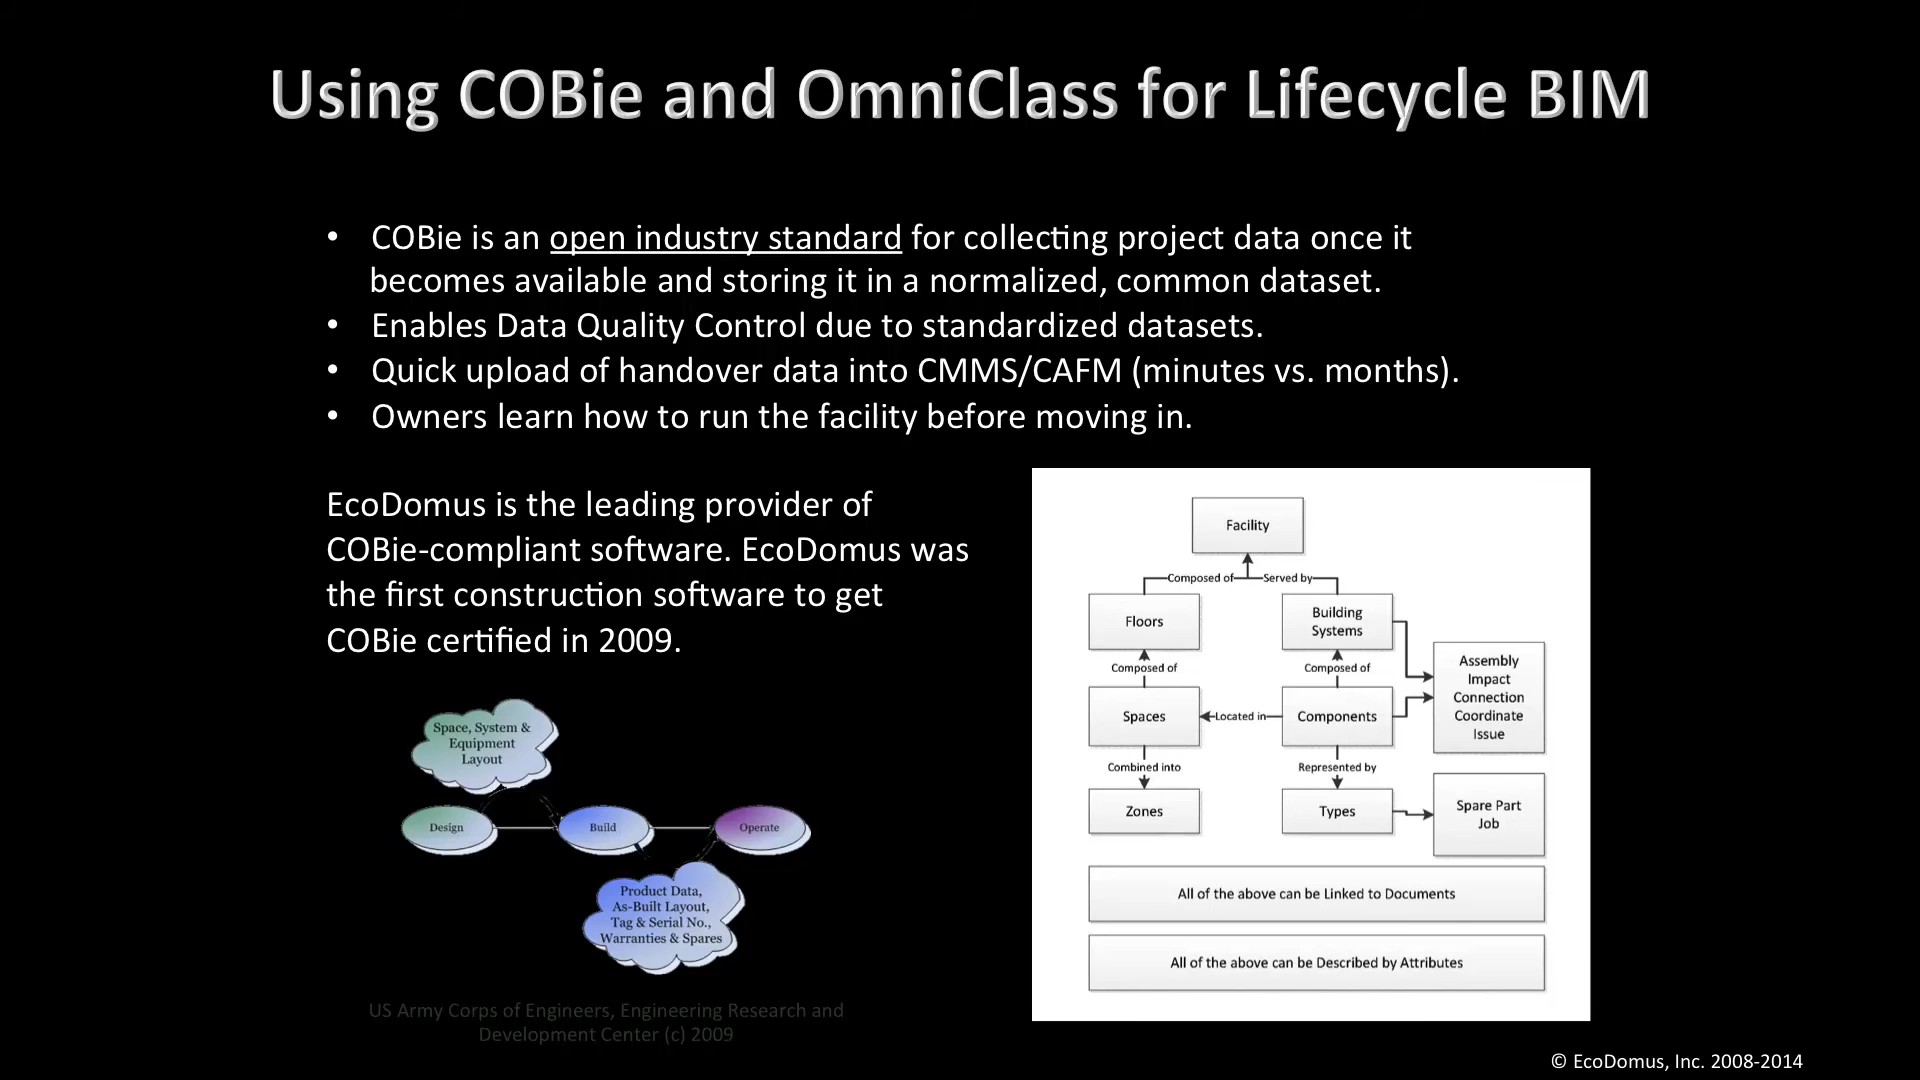 Using COBie and OmniClass for Lifecycle BIM
• COBie is an open industry standard for collecting project data once it
becomes available and storing it in a normalized, common dataset.
• Enables Data Quality Control due to standardized datasets.
• Quick upload of handover data into CMMS/CAFM (minutes vs. months).
• Owners learn how to run the facility before moving in.
EcoDomus is the leading provider of
COBie-compliant software. EcoDomus was
the first construction software to get
COBie certified in 2009.
Space, System &
Equipment
Layout
Design
Build
Operate
Product Data,
As-Built Layout,
Tag & Serial No.,
Warranties & Spares
US Army Corps of Engineers, Engineering Research and
Development Center (c) 2009
Facility
Composed of
Served by
Floors
Building
Systems
Composed of
Composed of
Assembly
Impact
Connection
Coordinate
Issue
Spaces
Located in
Components
Combined into
Represented by
Zones
Types
Spare Part
Job
All of the above can be Linked to Documents
All of the above can be Described by Attributes
© EcoDomus, Inc. 2008-2014